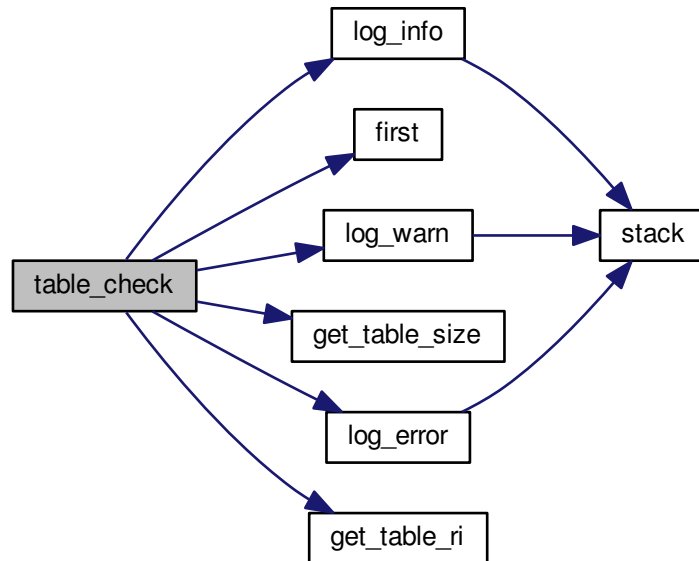 log_info
first
log_warn
stack
table_check
get_table_size
log_error
get_table_ri